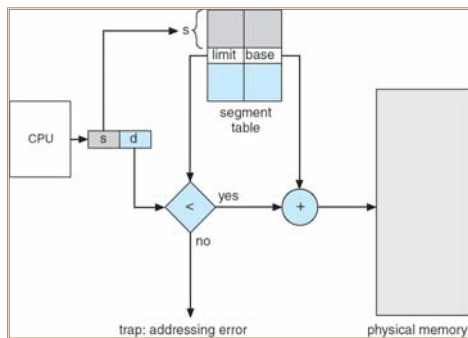 s
limit base
segment
table
CPU
s d
<
yes
+
no
trap: addressing error
physical memory